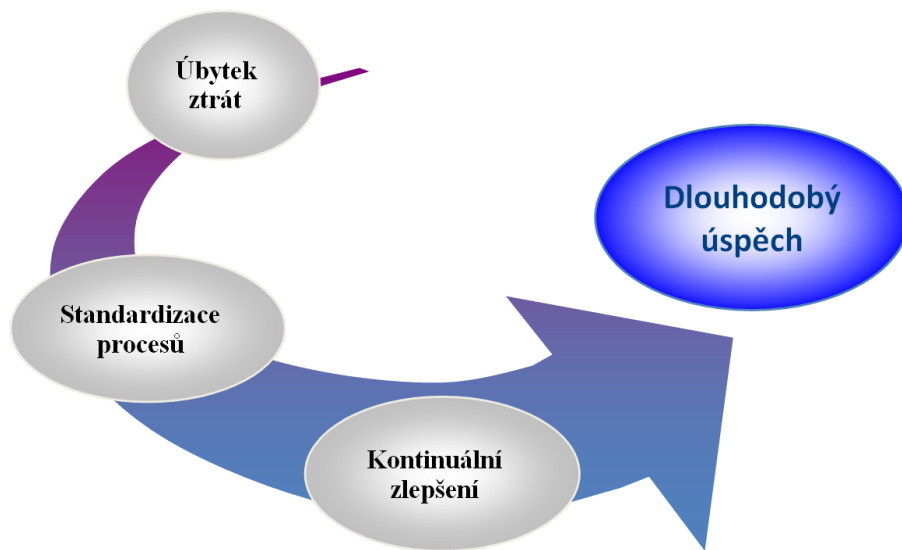 Úbytek
ztrát
Dlouhodobý
úspěch
Standardizace
procesů
Kontinuální
zlepšení